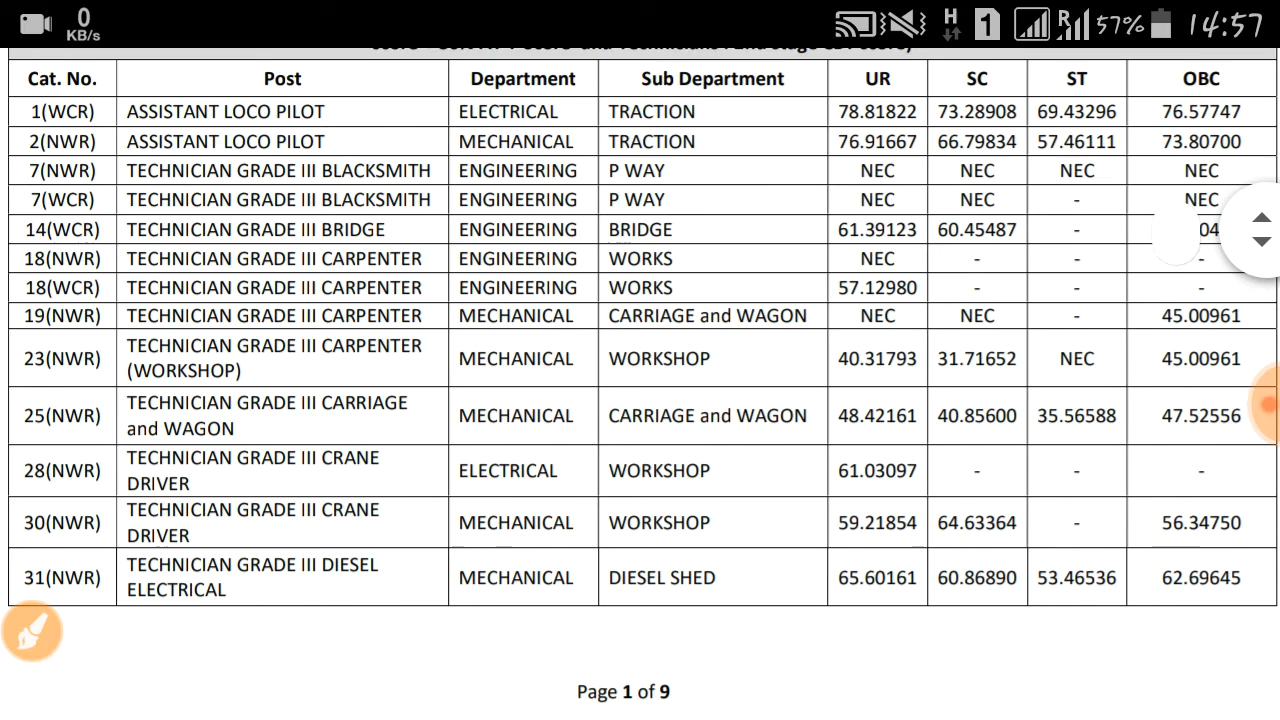 0 KB/s H 1 R 57% 14:57
Cat. No. Post Department Sub Department UR SC ST OBC
1(WCR) ASSISTANT LOCO PILOT ELECTRICAL TRACTION 78.81822 73.28908 69.43296 76.57747
2(NWR) ASSISTANT LOCO PILOT MECHANICAL TRACTION 76.91667 66.79834 57.46111 73.80700
7(NWR) TECHNICIAN GRADE III BLACKSMITH ENGINEERING P WAY NEC NEC NEC NEC
7(WCR) TECHNICIAN GRADE III BLACKSMITH ENGINEERING P WAY NEC NEC - NEC
14(WCR) TECHNICIAN GRADE III BRIDGE ENGINEERING BRIDGE 61.39123 60.45487 -
18(NWR) TECHNICIAN GRADE III CARPENTER ENGINEERING WORKS NEC - - -
18(WCR) TECHNICIAN GRADE III CARPENTER ENGINEERING WORKS 57.12980 - - -
19(NWR) TECHNICIAN GRADE III CARPENTER MECHANICAL CARRIAGE and WAGON NEC NEC - 45.00961
23(NWR) TECHNICIAN GRADE III CARPENTER (WORKSHOP) MECHANICAL WORKSHOP 40.31793 31.71652 NEC 45.00961
25(NWR) TECHNICIAN GRADE III CARRIAGE and WAGON MECHANICAL CARRIAGE and WAGON 48.42161 40.85600 35.56588 47.52556
28(NWR) TECHNICIAN GRADE III CRANE DRIVER ELECTRICAL WORKSHOP 61.03097 - - -
30(NWR) TECHNICIAN GRADE III CRANE DRIVER MECHANICAL WORKSHOP 59.21854 64.63364 - 56.34750
31(NWR) TECHNICIAN GRADE III DIESEL ELECTRICAL MECHANICAL DIESEL SHED 65.60161 60.86890 53.46536 62.69645
Page 1 of 9